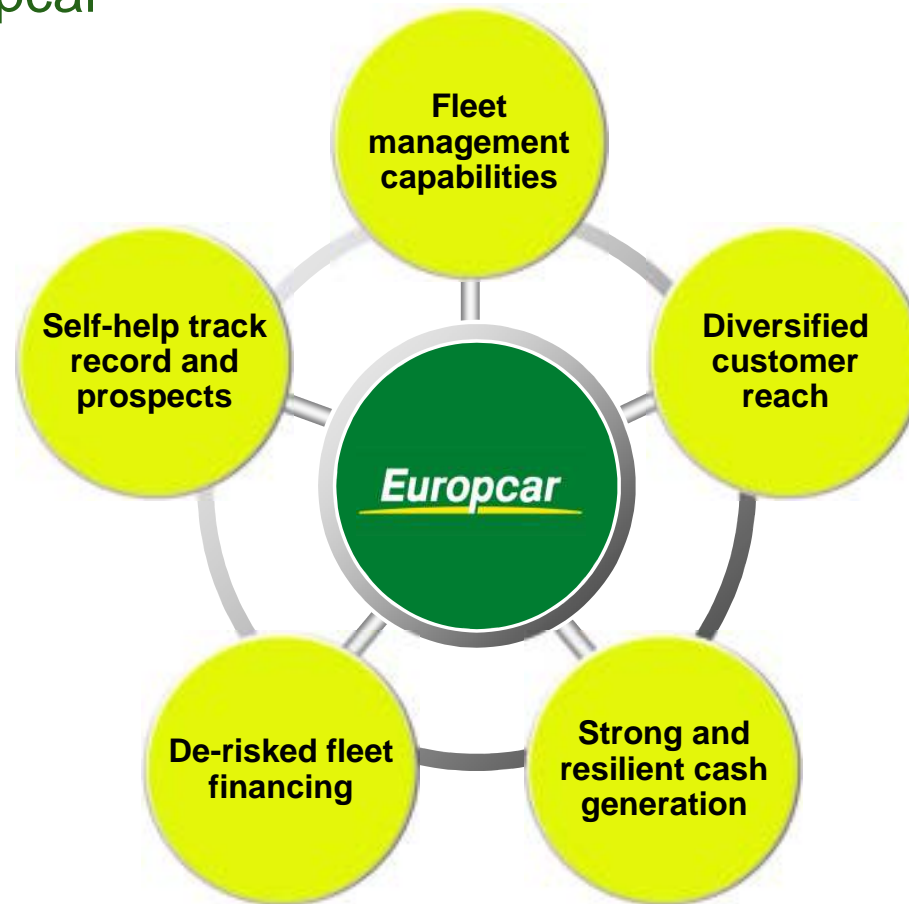 Fleet
management
capabilities
Self-help track
record and
prospects
Diversified
customer
reach
Europcar
De-risked fleet
financing
Strong and
resilient cash
generation